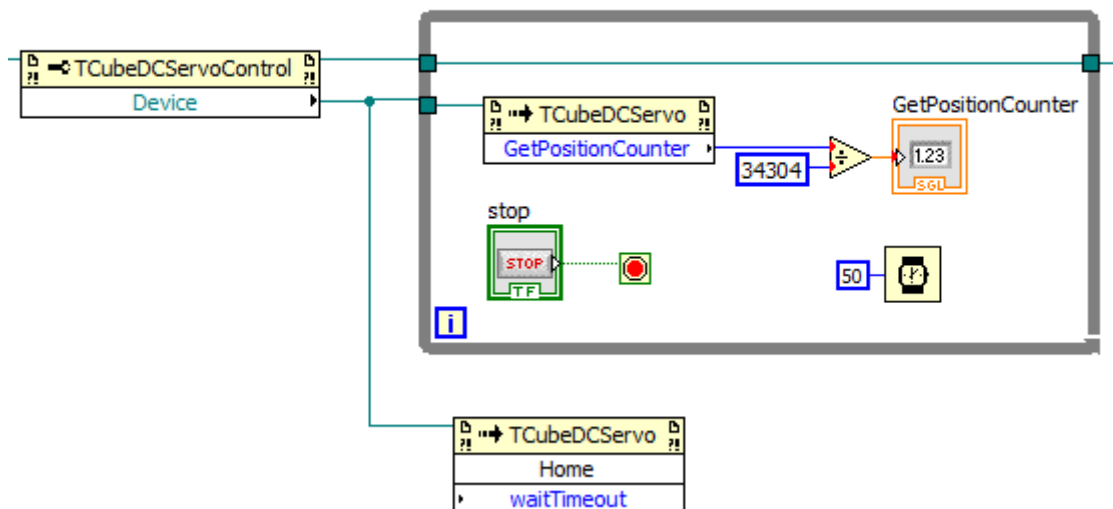 TCubeDCServoControl
Device
TCubeDCServo
GetPositionCounter
34304
GetPositionCounter
1.23
SGL
stop
STOP
TF
50
i
TCubeDCServo
Home
waitTimeout